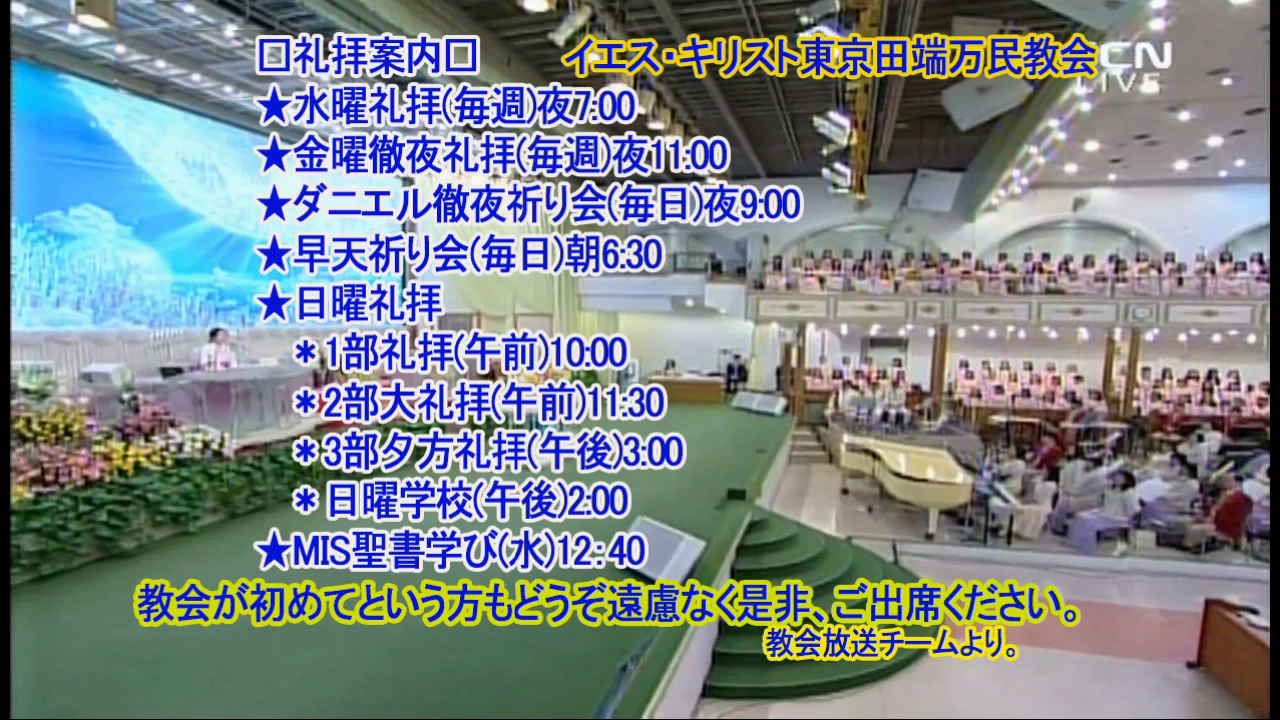 □礼拝案内□ イエス・キリスト東京田端万民教会
CN
LIVE
★水曜礼拝(毎週)夜7:00
★金曜徹夜礼拝(毎週)夜11:00
★ダニエル徹夜祈り会(毎日)夜9:00
★早天祈り会(毎日)朝6:30
★日曜礼拝
＊1部礼拝(午前)10:00
＊2部大礼拝(午前)11:30
＊3部夕方礼拝(午後)3:00
＊日曜学校(午後)2:00
★MIS聖書学び(水)12：40
教会が初めてという方もどうぞ遠慮なく是非、ご出席ください。
教会放送チームより。